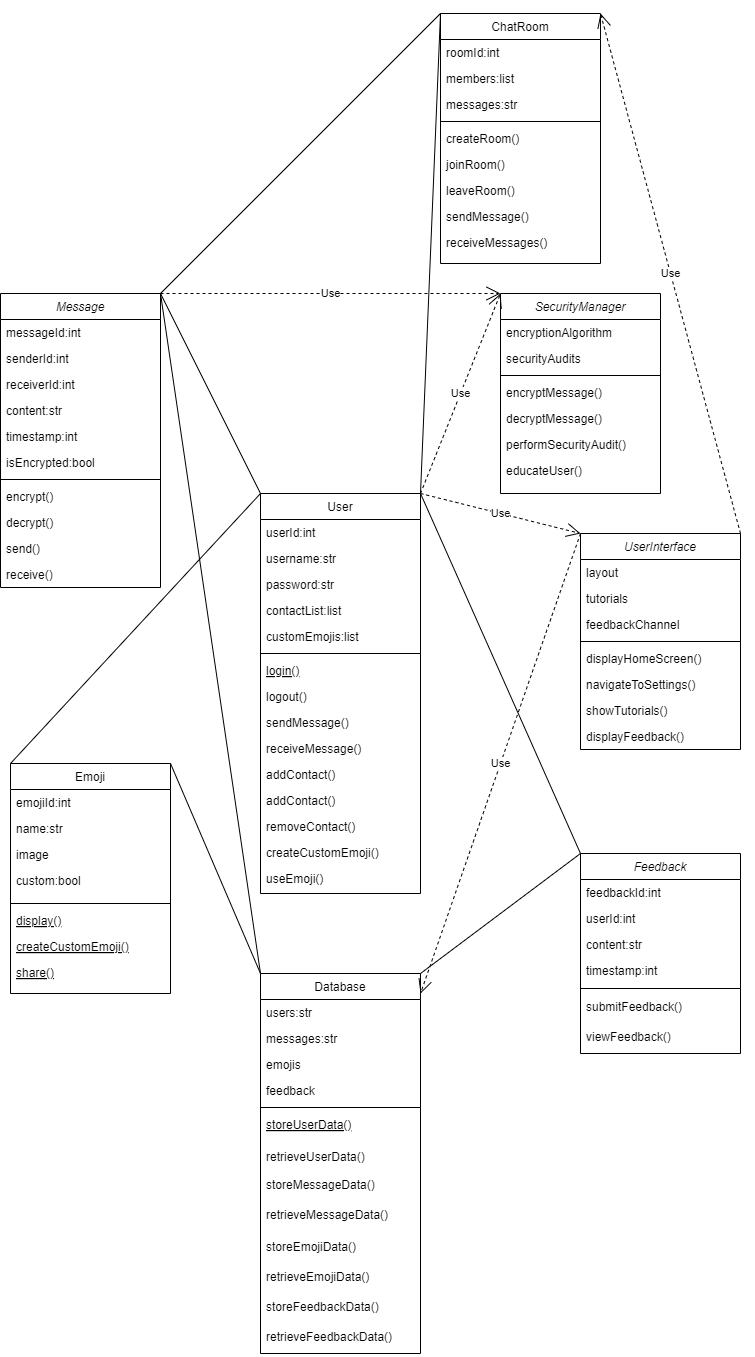 ChatRoom
roomId:int
members:list
messages:str
createRoom()
joinRoom()
leaveRoom()
sendMessage()
receiveMessages()
Use
Use
Message
messageId:int
senderId:int
receiverId:int
content:str
timestamp:int
isEncrypted:bool
encrypt()
decrypt()
send()
receive()
SecurityManager
encryptionAlgorithm
securityAudits
encryptMessage()
decryptMessage()
performSecurityAudit()
educateUser()
Use
Use
User
userId:int
username:str
password:str
contactList:list
customEmojis:list
login()
logout()
sendMessage()
receiveMessage()
addContact()
addContact()
removeContact()
createCustomEmoji()
useEmoji()
UserInterface
layout
tutorials
feedbackChannel
displayHomeScreen()
navigateToSettings()
showTutorials()
displayFeedback()
Use
Emoji
emojiId:int
name:str
image
custom:bool
display()
createCustomEmoji()
share()
Feedback
feedbackId:int
userId:int
content:str
timestamp:int
submitFeedback()
viewFeedback()
Database
users:str
messages:str
emojis
feedback
storeUserData()
retrieveUserData()
storeMessageData()
retrieveMessageData()
storeEmojiData()
retrieveEmojiData()
storeFeedbackData()
retrieveFeedbackData()